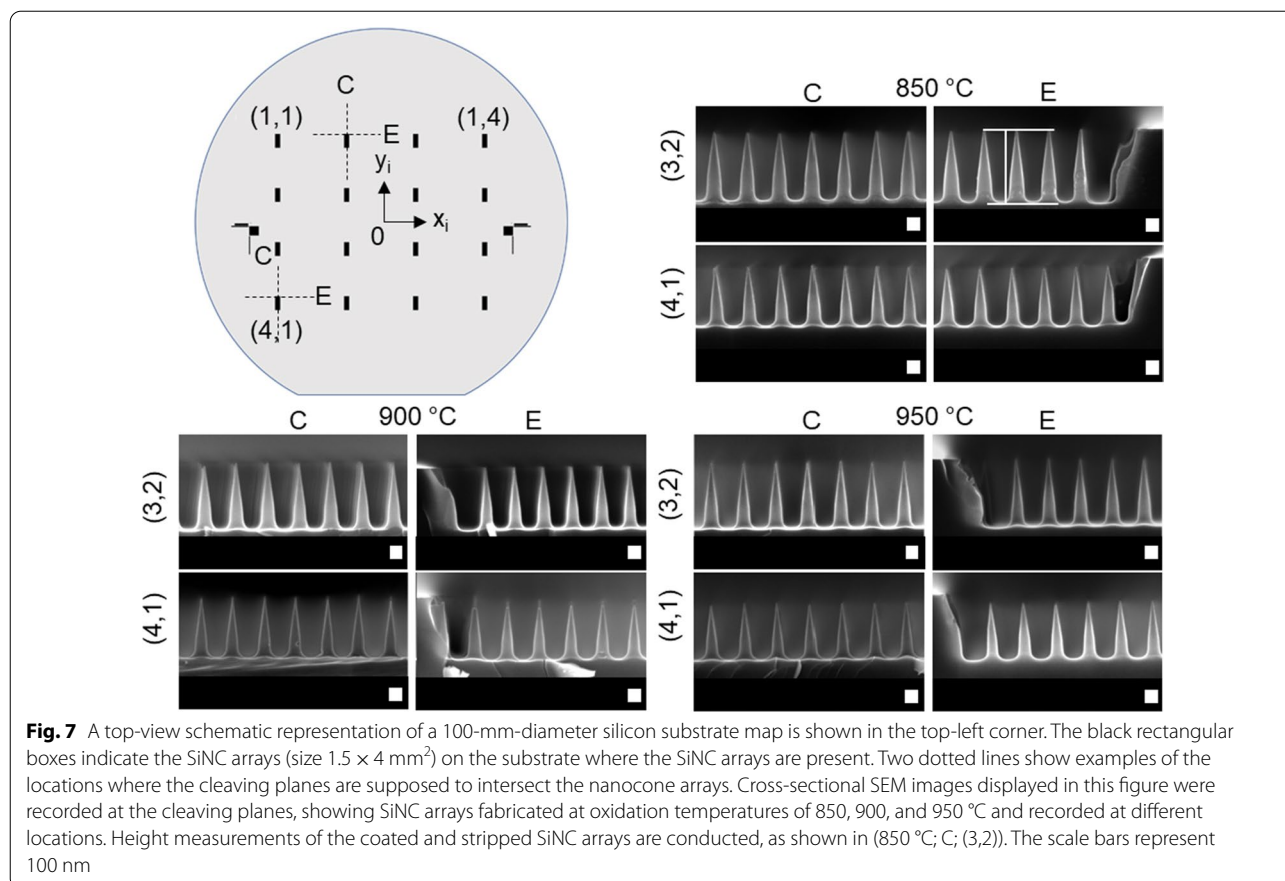 C
(1,1)
E
(1,4)
yᵢ
xᵢ
0
C
E
(4,1)
C 850 °C E
(3,2)
(4,1)
C 900 °C E
(3,2)
(4,1)
C 950 °C E
(3,2)
(4,1)
Fig. 7 A top-view schematic representation of a 100-mm-diameter silicon substrate map is shown in the top-left corner. The black rectangular
boxes indicate the SiNC arrays (size 1.5 × 4 mm²) on the substrate where the SiNC arrays are present. Two dotted lines show examples of the
locations where the cleaving planes are supposed to intersect the nanocone arrays. Cross-sectional SEM images displayed in this figure were
recorded at the cleaving planes, showing SiNC arrays fabricated at oxidation temperatures of 850, 900, and 950 °C and recorded at different
locations. Height measurements of the coated and stripped SiNC arrays are conducted, as shown in (850 °C; C; (3,2)). The scale bars represent
100 nm